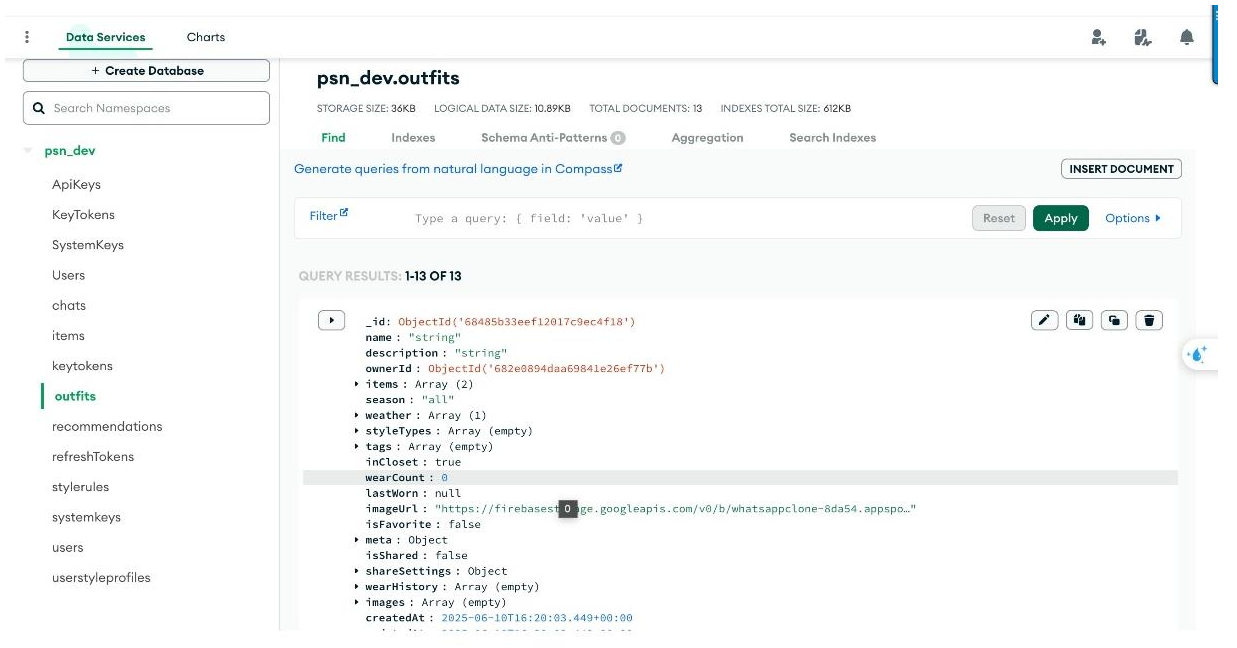 Data Services
Charts
+ Create Database
Search Namespaces
psn_dev
ApiKeys
KeyTokens
SystemKeys
Users
chats
items
keytokens
outfits
recommendations
refreshTokens
stylerules
systemkeys
users
userstyleprofiles
psn_dev.outfits
STORAGE SIZE: 36KB LOGICAL DATA SIZE: 10.89KB TOTAL DOCUMENTS: 13 INDEXES TOTAL SIZE: 612KB
Find Indexes Schema Anti-Patterns 0 Aggregation Search Indexes
Generate queries from natural language in Compass
INSERT DOCUMENT
Filter
Type a query: { field: 'value' }
Reset Apply Options
QUERY RESULTS: 1-13 OF 13
_id: ObjectId('68485b33eef12017c9ec4f18')
name : "string"
description : "string"
ownerId : ObjectId('682e0894daa69841e26ef77b')
items : Array (2)
season : "all"
weather : Array (1)
styleTypes : Array (empty)
tags : Array (empty)
inCloset : true
wearCount : 0
lastWorn : null
imageUrl : "https://firebasest 0 ge.googleapis.com/v0/b/whatsappclone-8da54.appspo…"
isFavorite : false
meta : Object
isShared : false
shareSettings : Object
wearHistory : Array (empty)
images : Array (empty)
createdAt : 2025-06-10T16:20:03.449+00:00